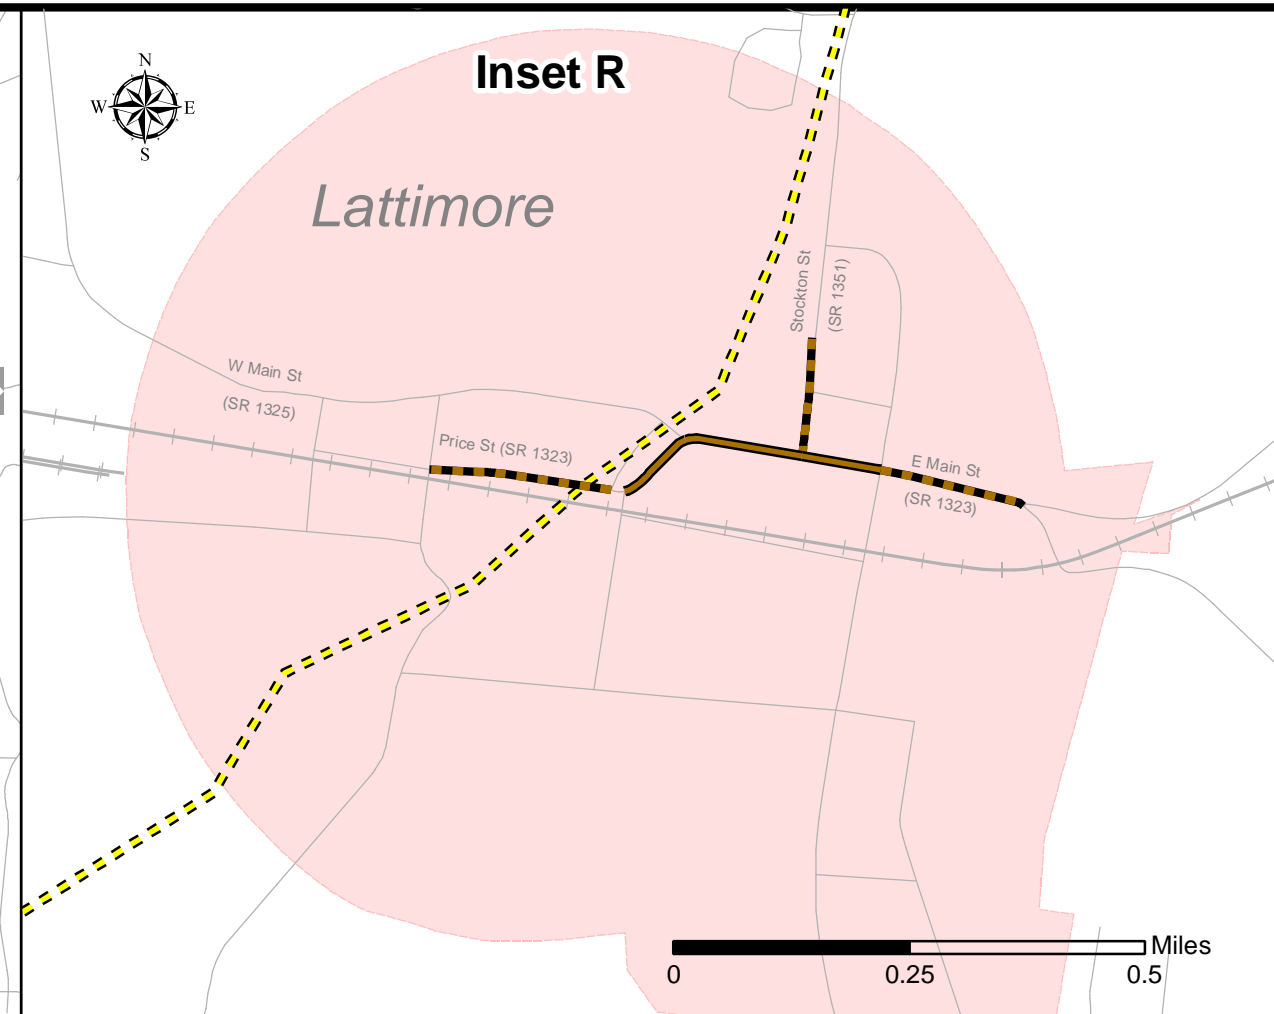 Inset R
N
W E
S
Lattimore
Stockton St
(SR 1351)
W Main St
(SR 1325)
Price St (SR 1323)
E Main St
(SR 1323)
Miles
0 0.25 0.5